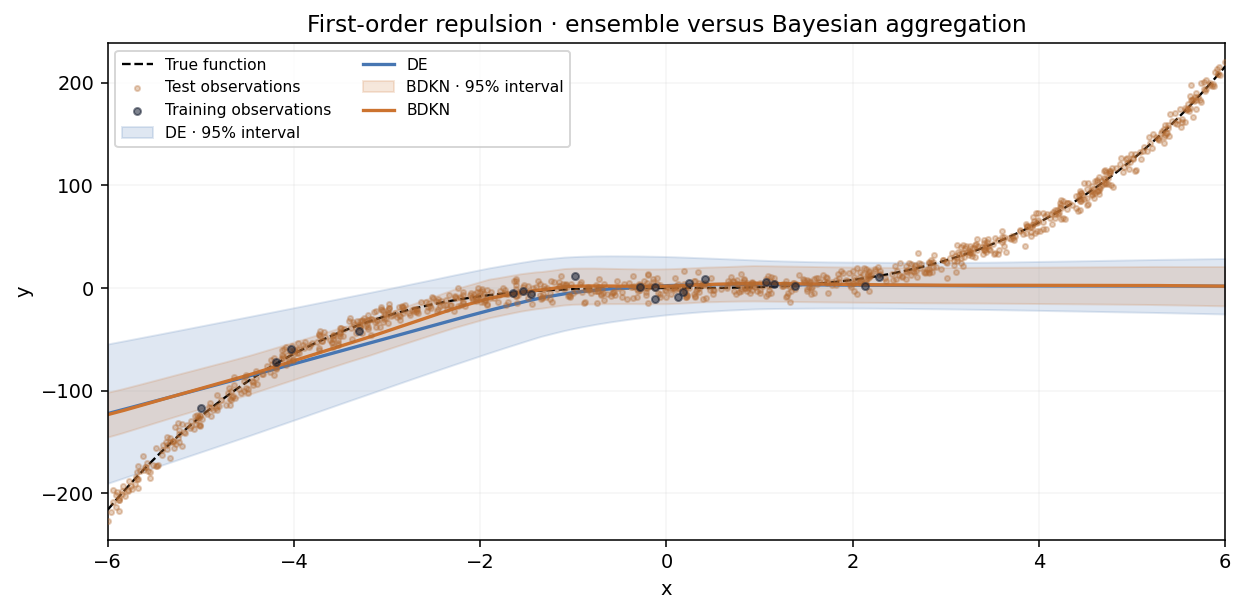 First-order repulsion · ensemble versus Bayesian aggregation
True function
Test observations
Training observations
DE · 95% interval
DE
BDKN · 95% interval
BDKN
200
100
0
−100
−200
y
−6
−4
−2
0
2
4
6
x